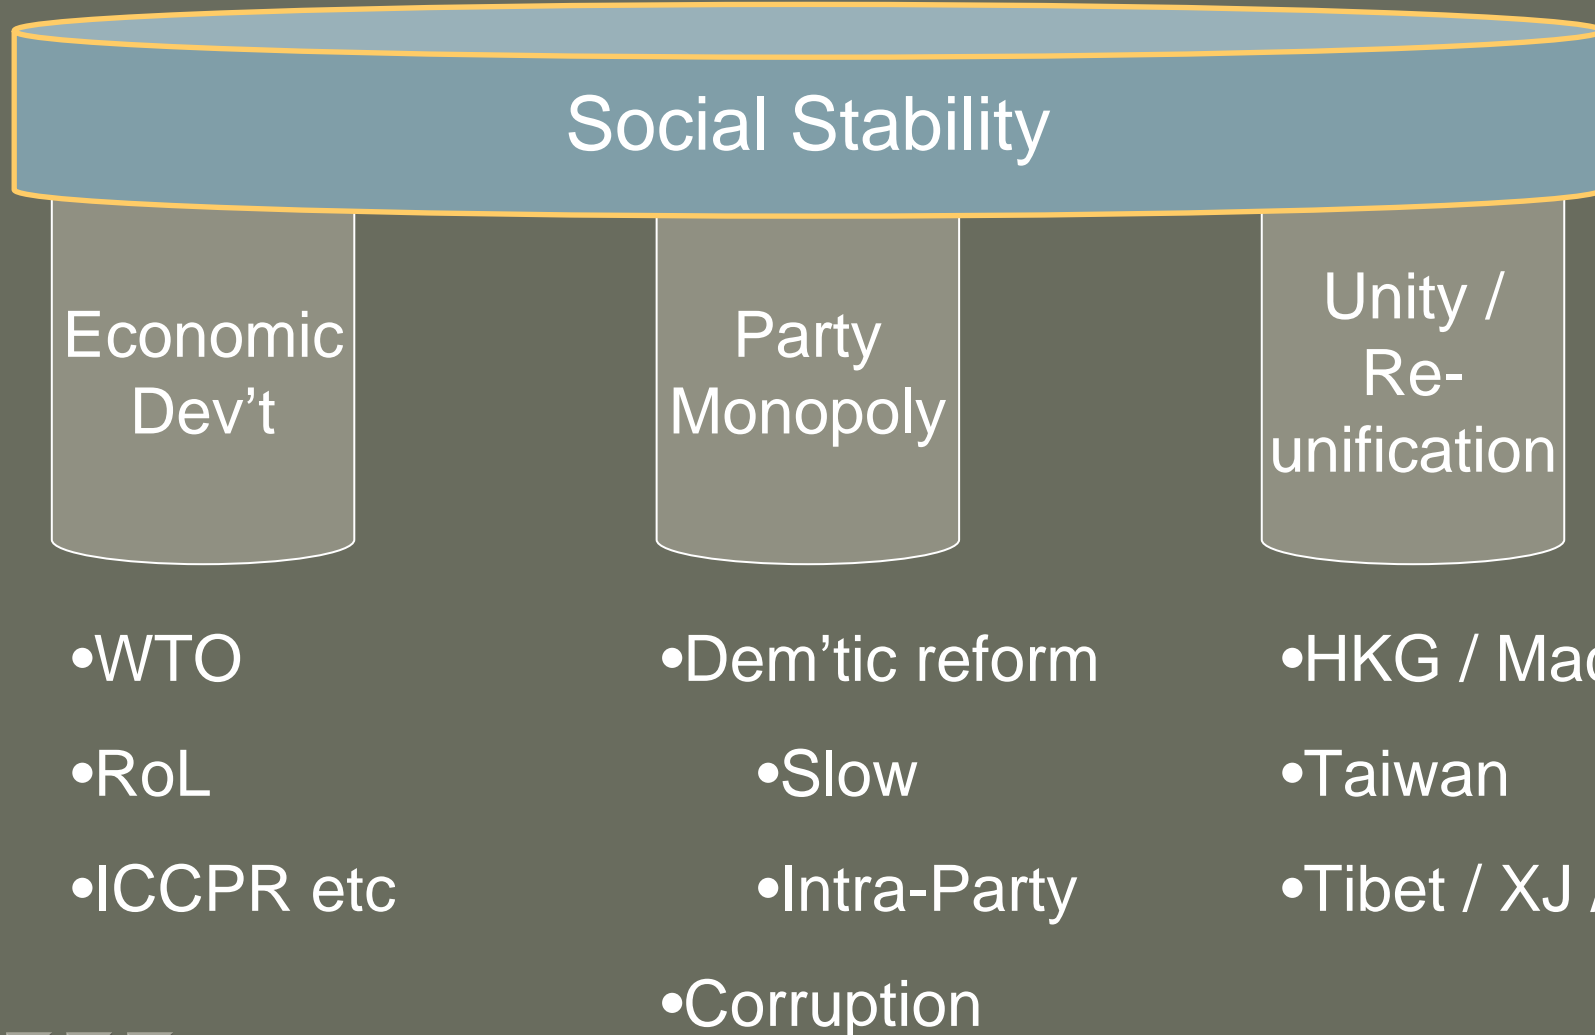 Social Stability
Economic
Dev’t
Party
Monopoly
Unity /
Re-
unification
•WTO
•RoL
•ICCPR etc
•Dem’tic reform
•Slow
•Intra-Party
•Corruption
•HKG /
•Taiwan
•Tibet / XJ /